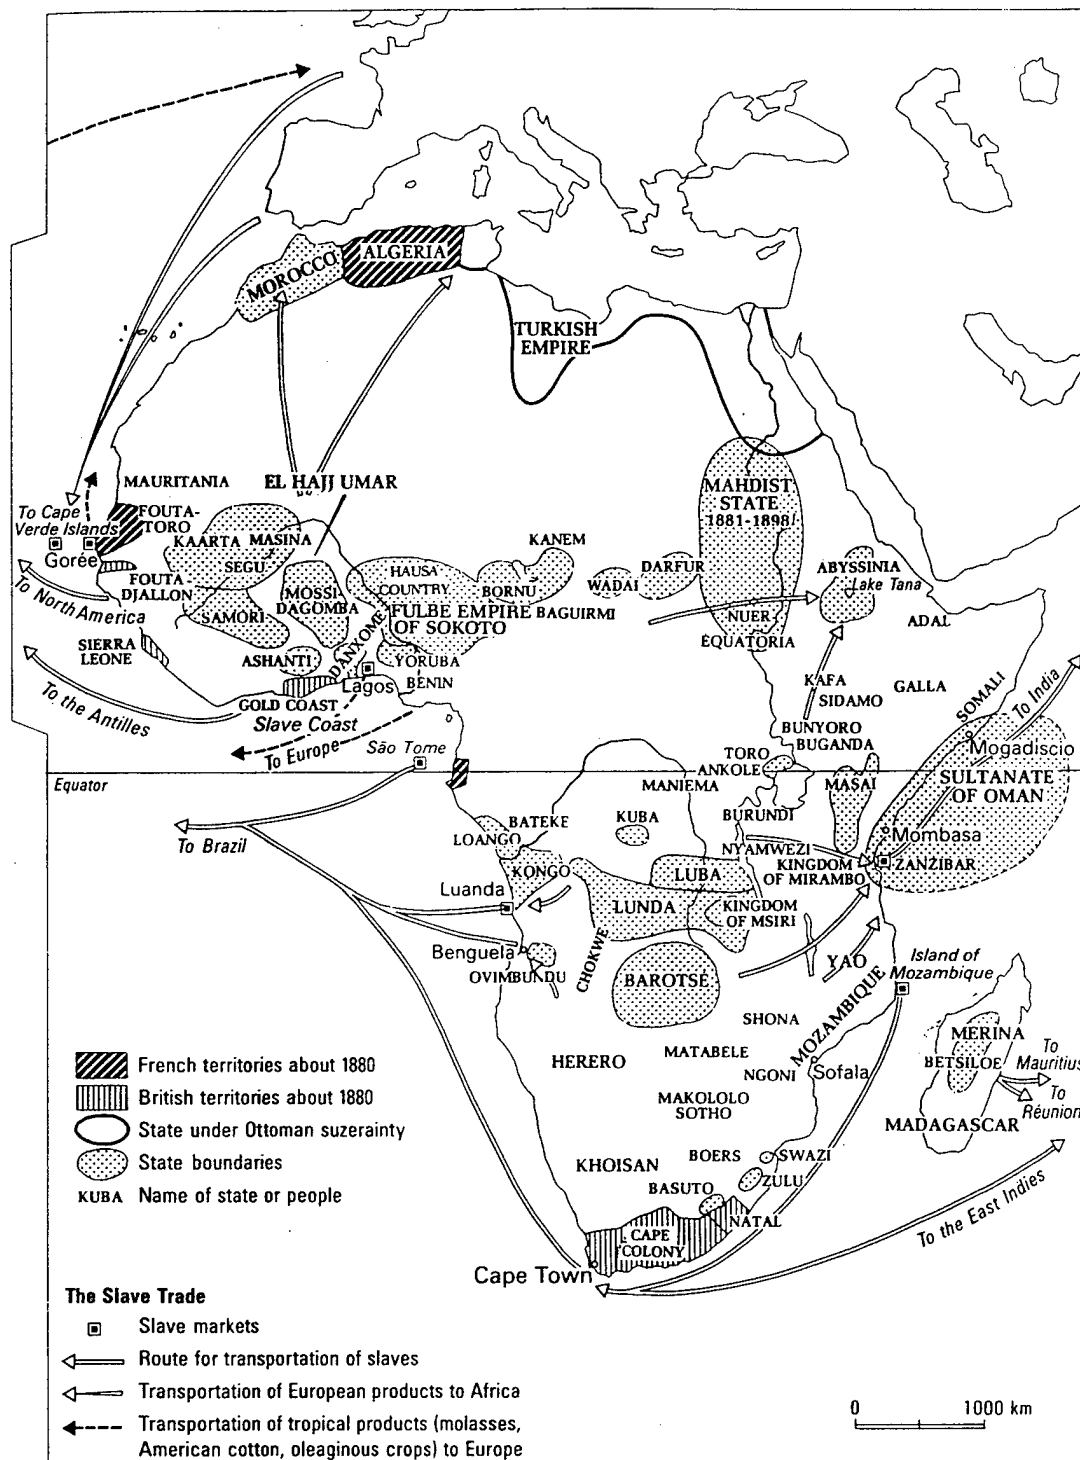 MOROCCO
ALGERIA
TURKISH
EMPIRE
MAURITANIA
EL HAJJ UMAR
To Cape
Verde Islands
Gorée
FOUTA-
TORO
KAARTA
MASINA
SEGU
FOUTA-
DJALLON
To North America
SAMORI
MOSSI-
DAGOMBA
HAUSA
COUNTRY
FULBE EMPIRE
OF SOKOTO
BORNU
KANEM
BAGUIRMI
WADAI
DARFUR
MAHDIST
STATE
1881-1898
NUER
EQUATORIA
ABYSSINIA
Lake Tana
ADAL
SIERRA
LEONE
ASHANTI
DANXOME
YORUBA
BENIN
Lagos
GOLD COAST
Slave Coast
To the Antilles
To Europe
São Tome
KAFA
SIDAMO
GALLA
SOMALI
To India
BUNYORO
BUGANDA
TORO
ANKOLE
Mogadiscio
SULTANATE
OF OMAN
Equator
MANIEMA
MASAI
To Brazil
LOANGO
BATEKE
KUBA
BURUNDI
Mombasa
NYAMWEZI
KINGDOM
OF MIRAMBO
ZANZIBAR
KONGO
LUBA
Luanda
LUNDA
KINGDOM
OF MSIRI
Benguela
OVIMBUNDU
CHOKWE
BAROTSÉ
YAO
Island of
Mozambique
MOZAMBIQUE
SHONA
HERERO
MATABELE
NGONI
Sofala
MERINA
BETSILOE
To
Mauritius
To
Réunion
MADAGASCAR
MAKOLOLO
SOTHO
KHOISAN
BOERS
SWAZI
BASUTO
ZULU
NATAL
CAPE
COLONY
Cape Town
To the East Indies
French territories about 1880
British territories about 1880
State under Ottoman suzerainty
State boundaries
KUBA Name of state or people
The Slave Trade
Slave markets
Route for transportation of slaves
Transportation of European products to Africa
Transportation of tropical products (molasses,
American cotton, oleaginous crops) to Europe
0 1000 km